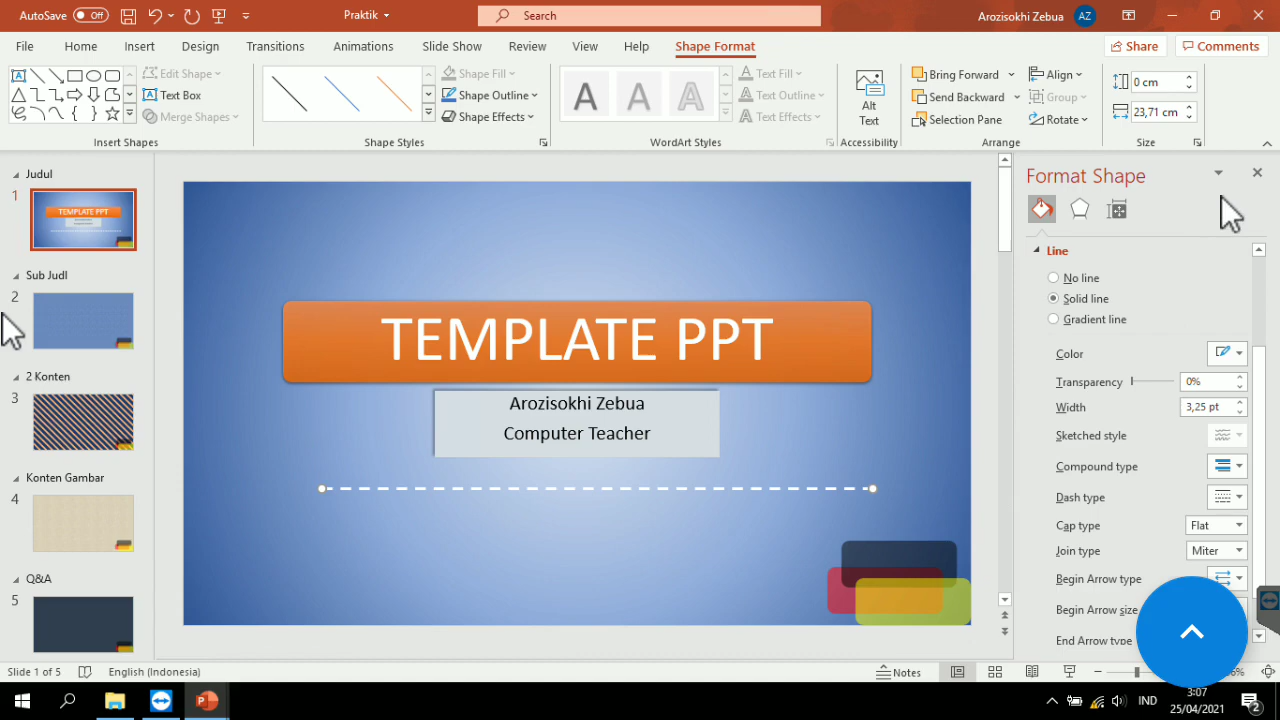 AutoSave Off Praktik Search Arozisokhi Zebua AZ
File Home Insert Design Transitions Animations Slide Show Review View Help Shape Format Share Comments
Edit Shape
Text Box
Merge Shapes
Insert Shapes
Shape Fill
Shape Outline
Shape Effects
Shape Styles
A A A
Text Fill
Text Outline
Text Effects
WordArt Styles
Alt
Text
Accessibility
Bring Forward
Send Backward
Selection Pane
Align
Group
Rotate
Arrange
0 cm
23,71 cm
Size
Judul
1
TEMPLATE PPT
Sub Judl
2
2 Konten
3
Konten Gambar
4
Q&A
5
TEMPLATE PPT
Arozisokhi Zebua
Computer Teacher
Format Shape
Line
No line
Solid line
Gradient line
Color
Transparency 0%
Width 3,25 pt
Sketched style
Compound type
Dash type
Cap type Flat
Join type Miter
Begin Arrow type
Begin Arrow size
End Arrow type
Slide 1 of 5 English (Indonesia) Notes
IND
3:07
25/04/2021
2